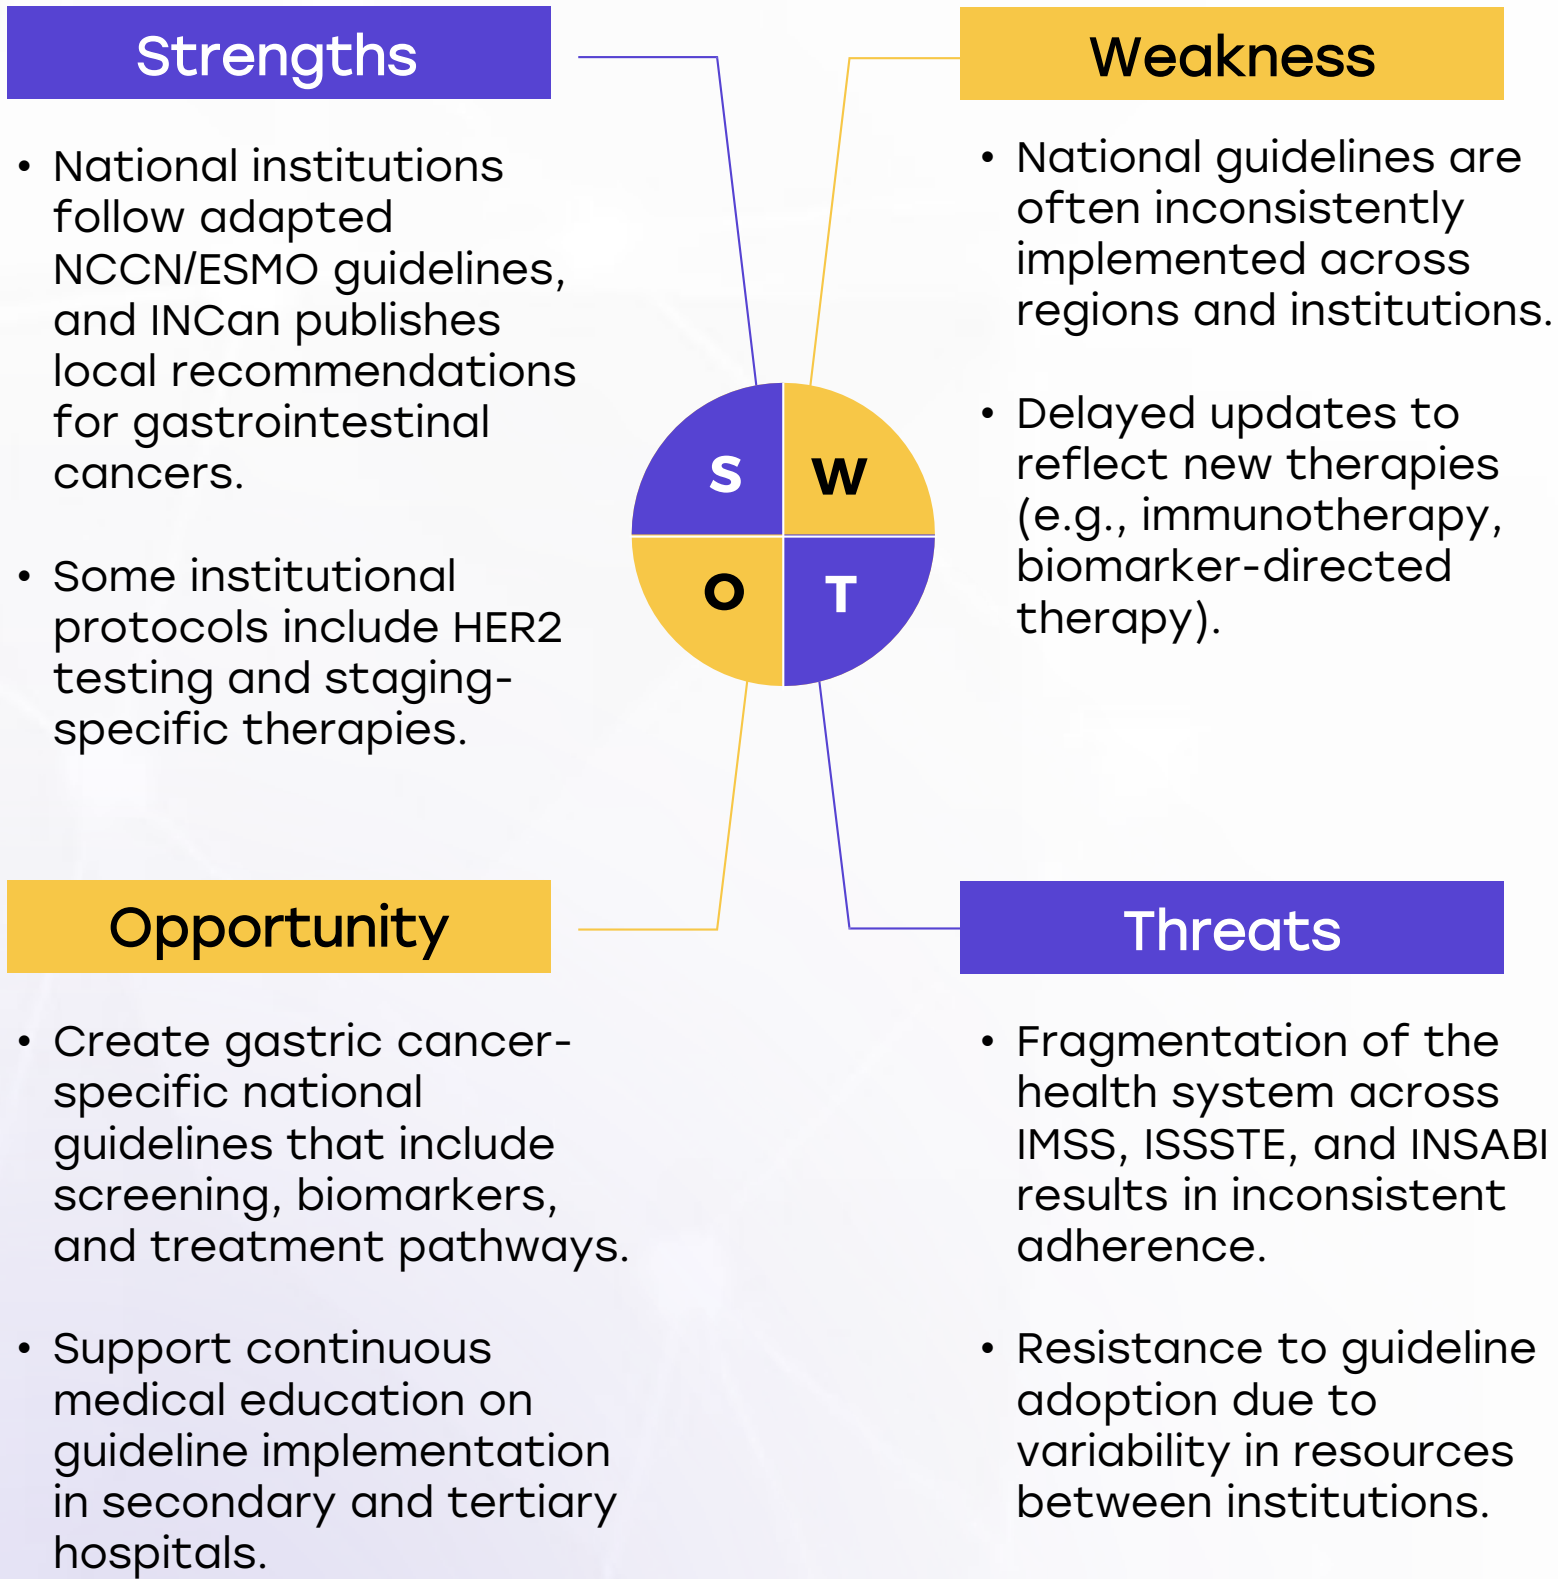 Strengths
• National institutions
follow adapted
NCCN/ESMO guidelines,
and INCan publishes
local recommendations
for gastrointestinal
cancers.
• Some institutional
protocols include HER2
testing and staging-
specific therapies.
Weakness
• National guidelines are
often inconsistently
implemented across
regions and institutions.
• Delayed updates to
reflect new therapies
(e.g., immunotherapy,
biomarker-directed
therapy).
S
W
O
T
Opportunity
• Create gastric cancer-
specific national
guidelines that include
screening, biomarkers,
and treatment pathways.
• Support continuous
medical education on
guideline implementation
in secondary and tertiary
hospitals.
Threats
• Fragmentation of the
health system across
IMSS, ISSSTE, and INSABI
results in inconsistent
adherence.
• Resistance to guideline
adoption due to
variability in resources
between institutions.